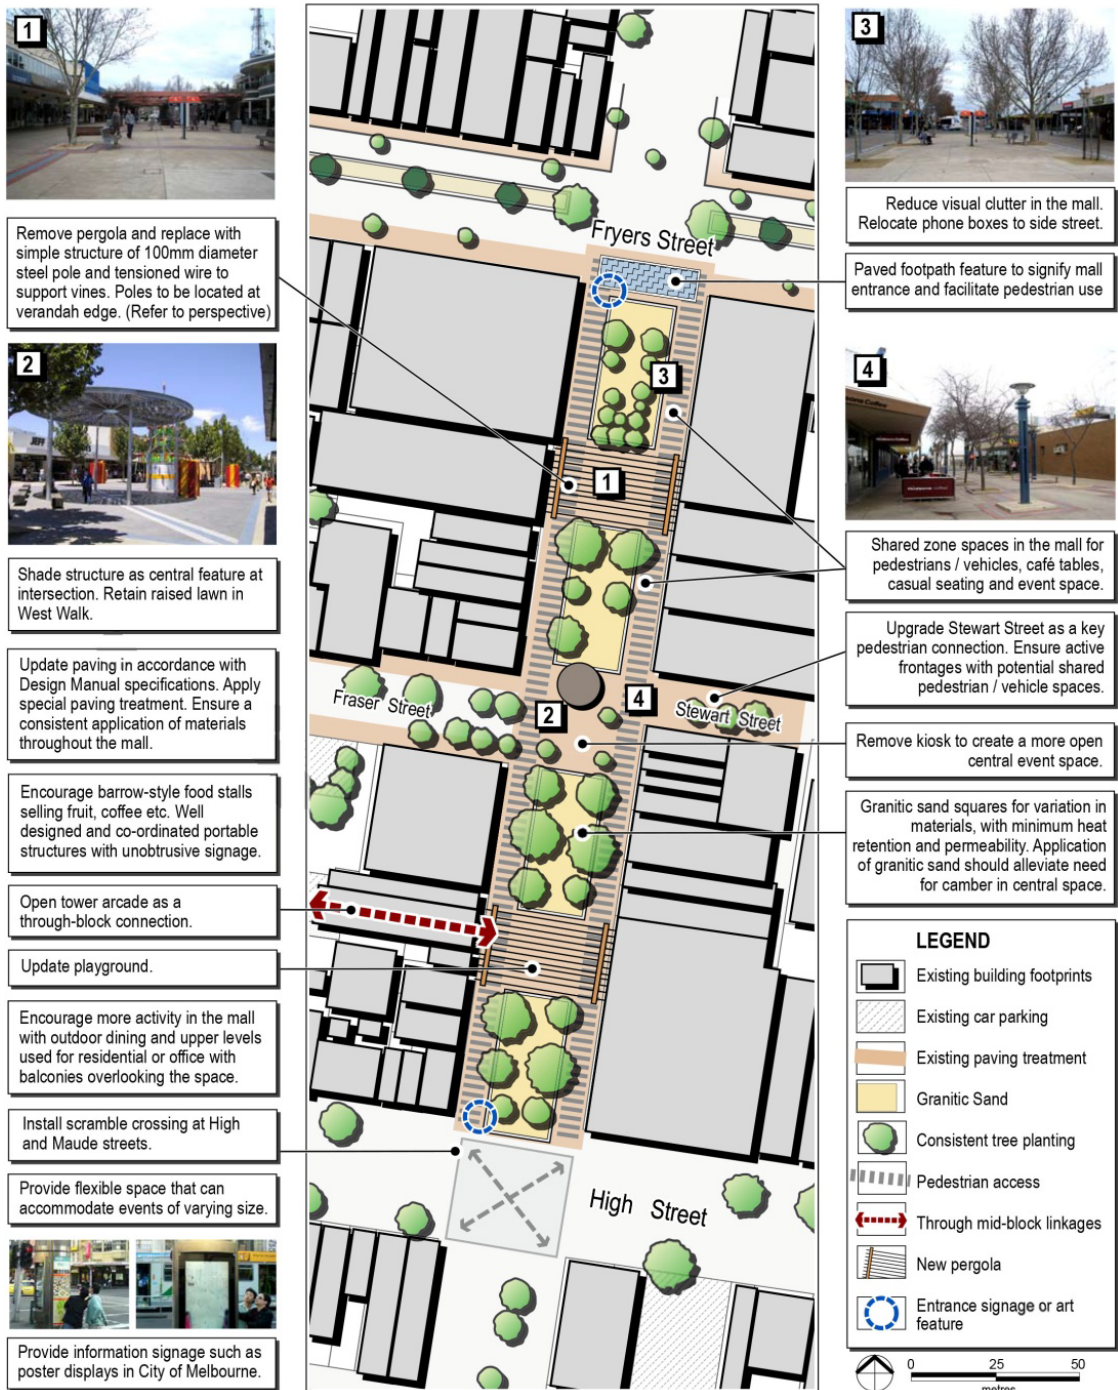 1
Remove pergola and replace with
simple structure of 100mm diameter
steel pole and tensioned wire to
support vines. Poles to be located at
verandah edge. (Refer to perspective)
2
JEFF
Shade structure as central feature at
intersection. Retain raised lawn in
West Walk.
Update paving in accordance with
Design Manual specifications. Apply
special paving treatment. Ensure a
consistent application of materials
throughout the mall.
Encourage barrow-style food stalls
selling fruit, coffee etc. Well
designed and co-ordinated portable
structures with unobtrusive signage.
Open tower arcade as a
through-block connection.
Update playground.
Encourage more activity in the mall
with outdoor dining and upper levels
used for residential or office with
balconies overlooking the space.
Install scramble crossing at High
and Maude streets.
Provide flexible space that can
accommodate events of varying size.
Provide information signage such as
poster displays in City of Melbourne.
Fryers Street
3
1
Fraser Street
2
4
Stewart Street
High Street
3
Reduce visual clutter in the mall.
Relocate phone boxes to side street.
Paved footpath feature to signify mall
entrance and facilitate pedestrian use
4
Shared zone spaces in the mall for
pedestrians / vehicles, café tables,
casual seating and event space.
Upgrade Stewart Street as a key
pedestrian connection. Ensure active
frontages with potential shared
pedestrian / vehicle spaces.
Remove kiosk to create a more open
central event space.
Granitic sand squares for variation in
materials, with minimum heat
retention and permeability. Application
of granitic sand should alleviate need
for camber in central space.
LEGEND
Existing building footprints
Existing car parking
Existing paving treatment
Granitic Sand
Consistent tree planting
Pedestrian access
Through mid-block linkages
New pergola
Entrance signage or art
feature
0 25 50
metres